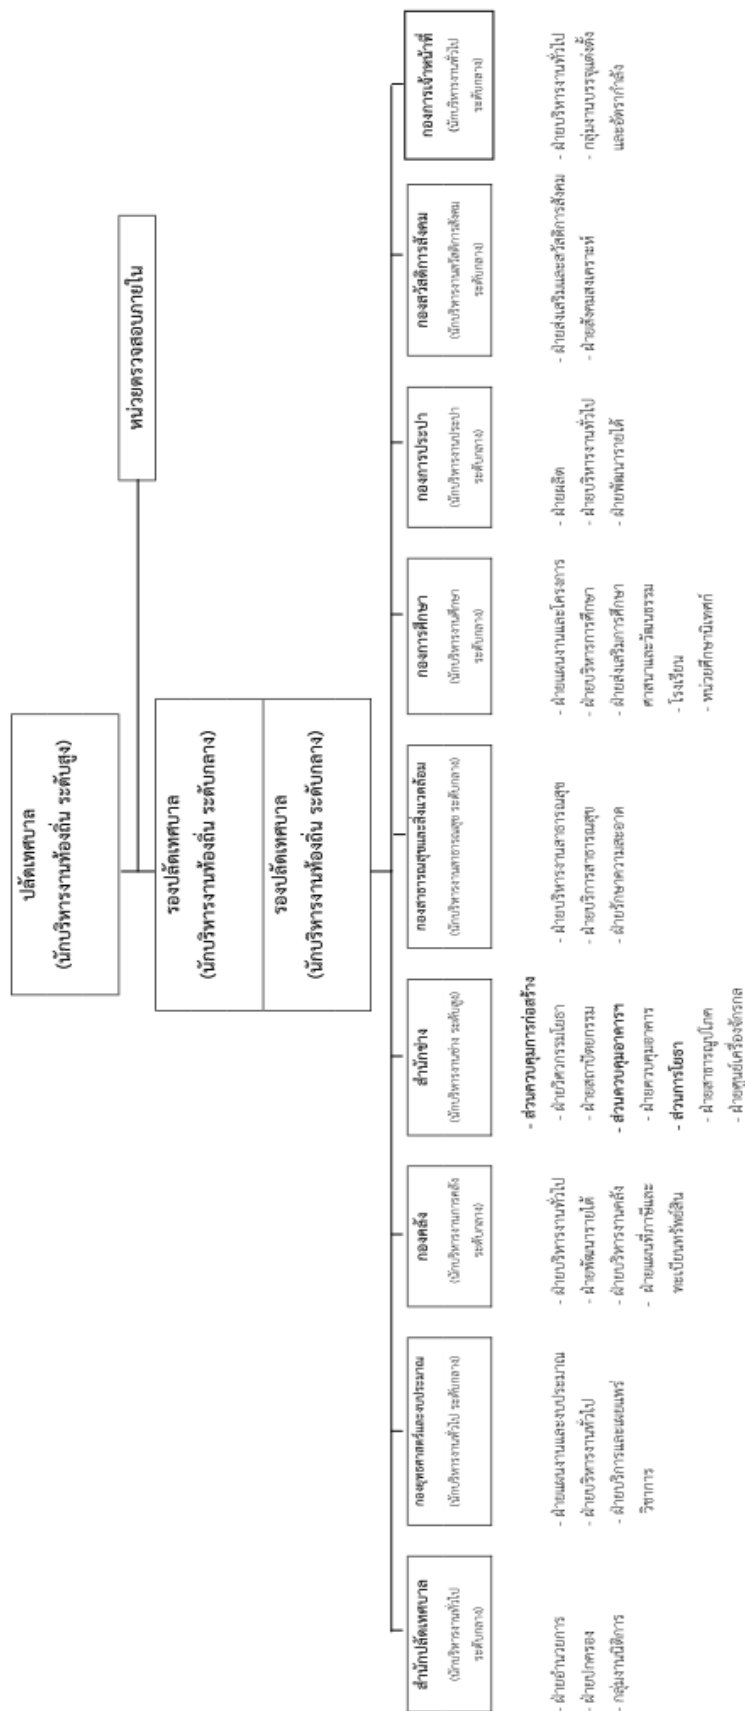 ปลัดเทศบาล
(นักบริหารงานท้องถิ่น ระดับสูง)
หน่วยตรวจสอบภายใน
รองปลัดเทศบาล
(นักบริหารงานท้องถิ่น ระดับกลาง)
รองปลัดเทศบาล
(นักบริหารงานท้องถิ่น ระดับกลาง)
สำนักปลัดเทศบาล
(นักบริหารงานทั่วไป
ระดับกลาง)
- ฝ่ายอำนวยการ
- ฝ่ายปกครอง
- กลุ่มงานนิติการ
กองยุทธศาสตร์และงบประมาณ
(นักบริหารงานทั่วไป ระดับกลาง)
- ฝ่ายแผนงานและงบประมาณ
- ฝ่ายบริหารงานทั่วไป
- ฝ่ายบริการและเผยแพร่
วิชาการ
กองคลัง
(นักบริหารงานการคลัง
ระดับกลาง)
- ฝ่ายบริหารงานทั่วไป
- ฝ่ายพัฒนารายได้
- ฝ่ายบริหารงานคลัง
- ฝ่ายแผนที่ภาษีและ
ทะเบียนทรัพย์สิน
สำนักช่าง
(นักบริหารงานช่าง ระดับสูง)
- ส่วนควบคุมการก่อสร้าง
- ฝ่ายวิศวกรรมโยธา
- ฝ่ายสถาปัตยกรรม
- ส่วนควบคุมอาคารฯ
- ฝ่ายควบคุมอาคาร
- ส่วนการโยธา
- ฝ่ายสาธารณูปโภค
- ฝ่ายศูนย์เครื่องจักรกล
กองสาธารณสุขและสิ่งแวดล้อม
(นักบริหารงานสาธารณสุข ระดับกลาง)
- ฝ่ายบริหารงานสาธารณสุข
- ฝ่ายบริการสาธารณสุข
- ฝ่ายรักษาความสะอาด
กองการศึกษา
(นักบริหารงานศึกษา
ระดับกลาง)
- ฝ่ายแผนงานและโครงการ
- ฝ่ายบริหารการศึกษา
- ฝ่ายส่งเสริมการศึกษา
ศาสนาและวัฒนธรรม
- โรงเรียน
- หน่วยศึกษานิเทศก์
กองการประปา
(นักบริหารงานประปา
ระดับกลาง)
- ฝ่ายผลิต
- ฝ่ายบริหารงานทั่วไป
- ฝ่ายพัฒนารายได้
กองสวัสดิการสังคม
(นักบริหารงานสวัสดิการสังคม
ระดับกลาง)
- ฝ่ายส่งเสริมและสวัสดิการสังคม
- ฝ่ายสังคมสงเคราะห์
กองการเจ้าหน้าที่
(นักบริหารงานทั่วไป
ระดับกลาง)
- ฝ่ายบริหารงานทั่วไป
- กลุ่มงานบรรจุแต่งตั้ง
และอัตรากำลัง